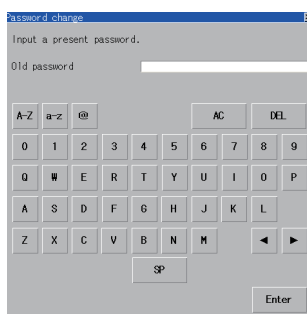 Password change
Input a present password.
Old password
A-Z a-z @ AC DEL
0 1 2 3 4 5 6 7 8 9
Q W E R T Y U I O P
A S D F G H J K L
Z X C V B N M ◄ ►
SP
Enter